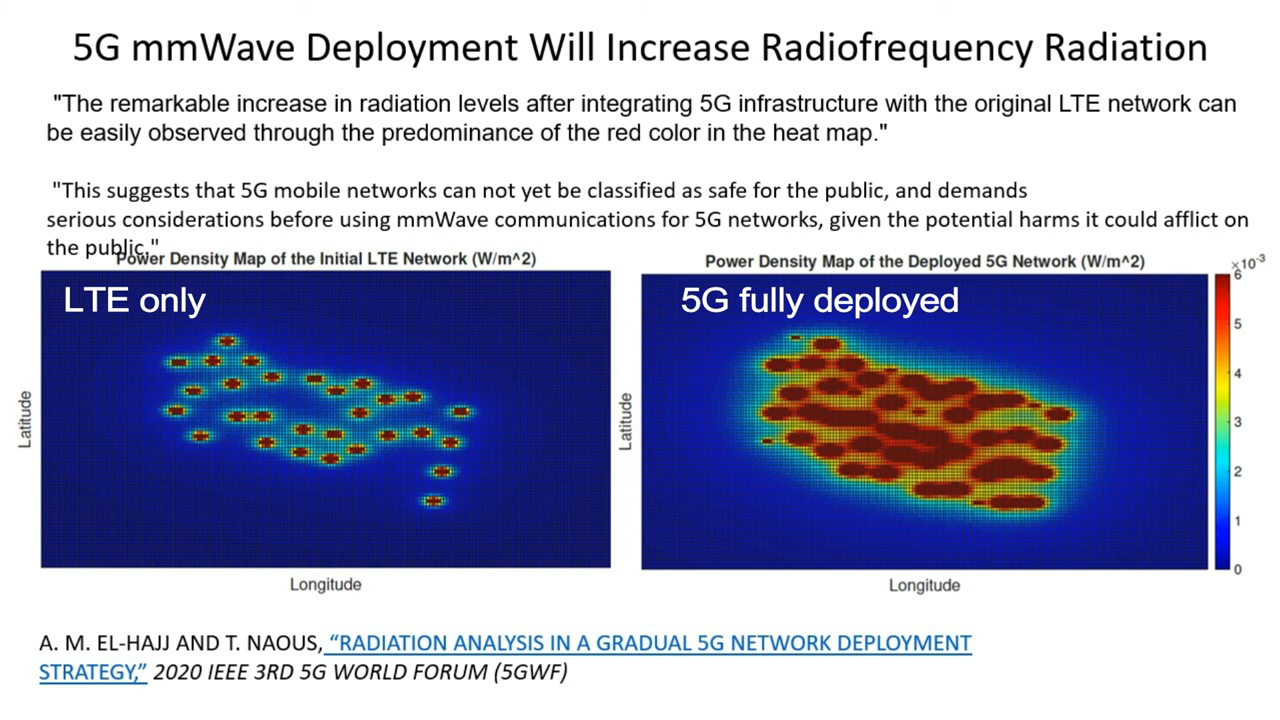 5G mmWave Deployment Will Increase Radiofrequency Radiation
"The remarkable increase in radiation levels after integrating 5G infrastructure with the original LTE network can
be easily observed through the predominance of the red color in the heat map."
"This suggests that 5G mobile networks can not yet be classified as safe for the public, and demands
serious considerations before using mmWave communications for 5G networks, given the potential harms it could afflict on
the public."
Power Density Map of the Initial LTE Network (W/m^2)
LTE only
Latitude
Longitude
Power Density Map of the Deployed 5G Network (W/m^2)
5G fully deployed
Latitude
Longitude
×10-3
6
5
4
3
2
1
0
A. M. EL-HAJJ AND T. NAOUS, “RADIATION ANALYSIS IN A GRADUAL 5G NETWORK DEPLOYMENT
STRATEGY,” 2020 IEEE 3RD 5G WORLD FORUM (5GWF)